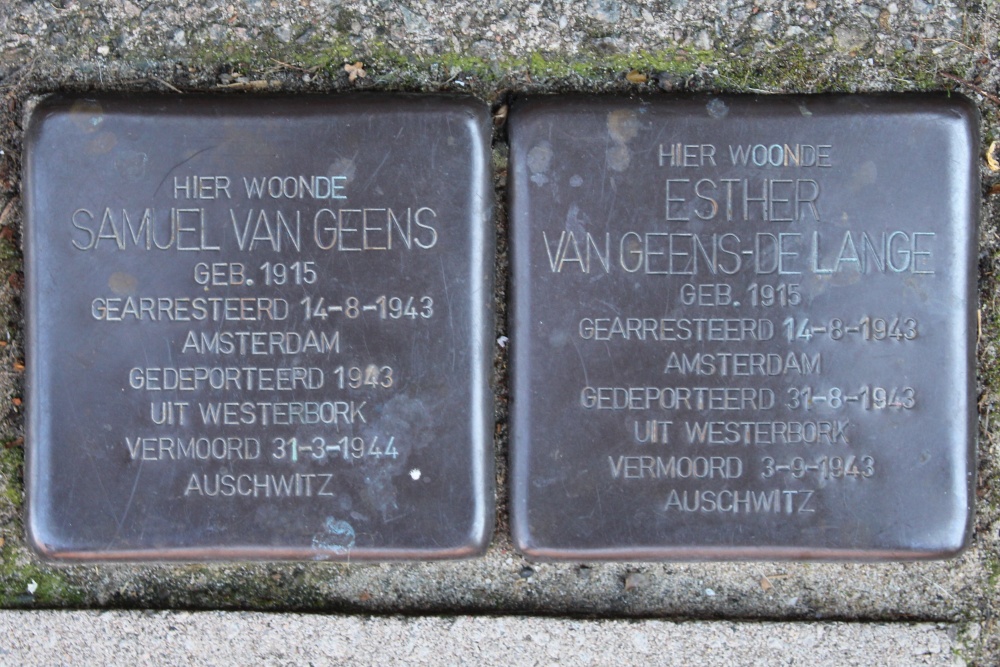 HIER WOONDE
SAMUEL VAN GEENS
GEB. 1915
GEARRESTEERD 14-8-1943
AMSTERDAM
GEDEPORTEERD 1943
UIT WESTERBORK
VERMOORD 31-3-1944
AUSCHWITZ
HIER WOONDE
ESTHER
VAN GEENS-DE LANGE
GEB. 1915
GEARRESTEERD 14-8-1943
AMSTERDAM
GEDEPORTEERD 31-8-1943
UIT WESTERBORK
VERMOORD 3-9-1943
AUSCHWITZ